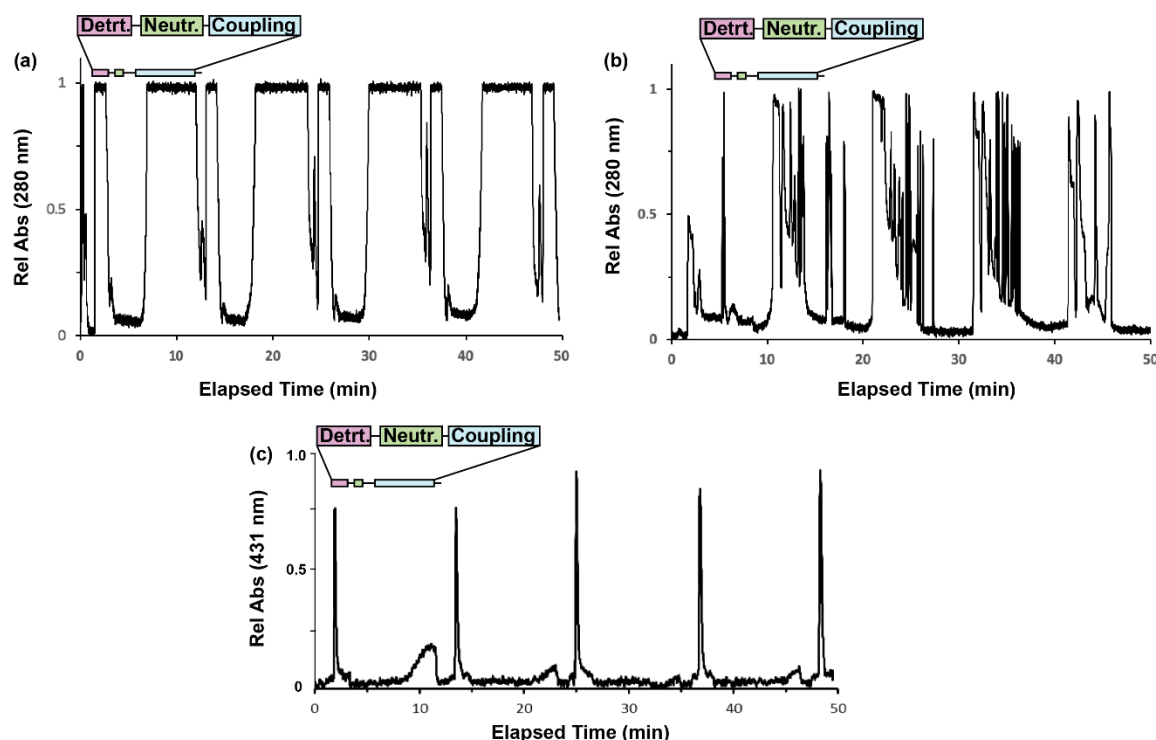 Detrt. Neutr. Coupling
(a)
1
0.5
0
0 10 20 30 40 50
Rel Abs (280 nm)
Elapsed Time (min)
Detrt. Neutr. Coupling
(b)
1
0.5
0
0 10 20 30 40 50
Rel Abs (280 nm)
Elapsed Time (min)
Detrt. Neutr. Coupling
(c)
1.0
0.5
0
0 10 20 30 40 50
Rel Abs (431 nm)
Elapsed Time (min)